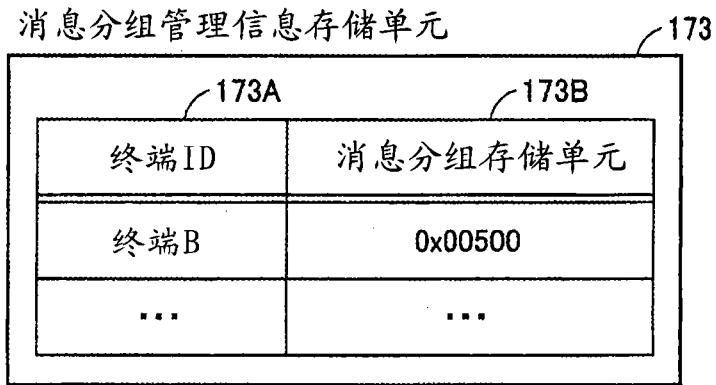 消息分组管理信息存储单元
173
173A 173B
终端ID 消息分组存储单元
终端B 0x00500
... ...